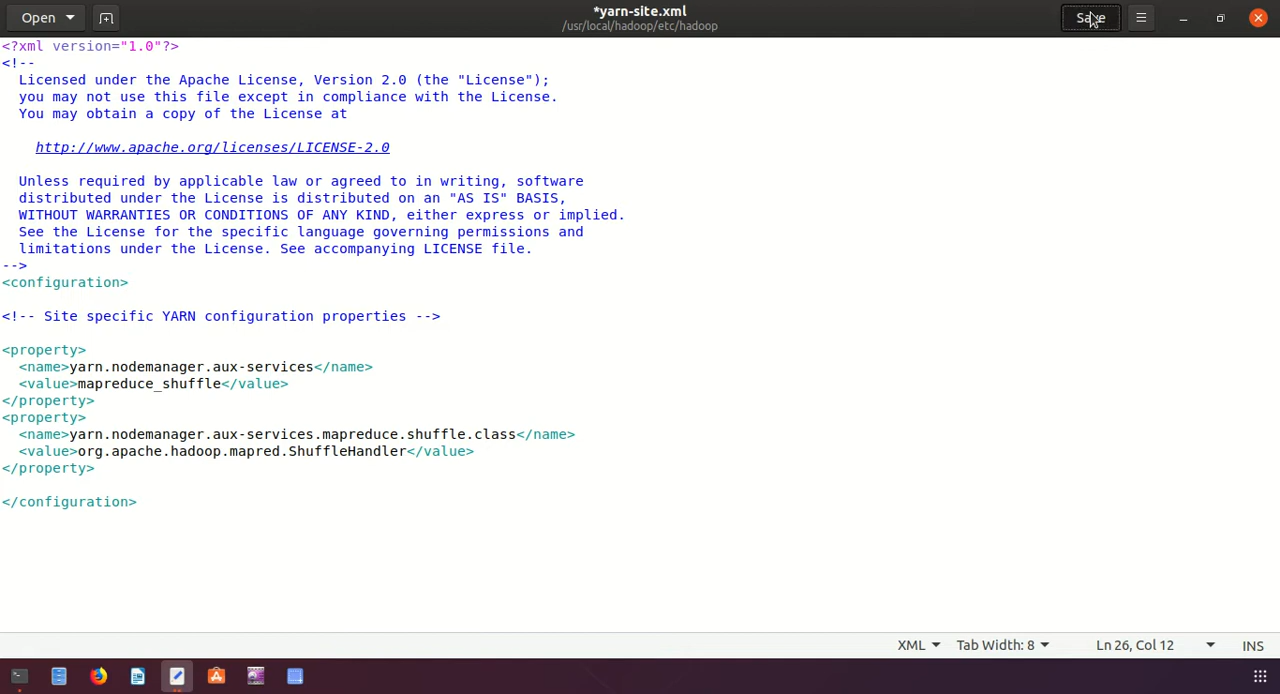 Open
*yarn-site.xml
/usr/local/hadoop/etc/hadoop
Save
<?xml version="1.0"?>
<!--
  Licensed under the Apache License, Version 2.0 (the "License");
  you may not use this file except in compliance with the License.
  You may obtain a copy of the License at
    http://www.apache.org/licenses/LICENSE-2.0
  Unless required by applicable law or agreed to in writing, software
  distributed under the License is distributed on an "AS IS" BASIS,
  WITHOUT WARRANTIES OR CONDITIONS OF ANY KIND, either express or implied.
  See the License for the specific language governing permissions and
  limitations under the License. See accompanying LICENSE file.
-->
<configuration>
<!-- Site specific YARN configuration properties -->
<property>
  <name>yarn.nodemanager.aux-services</name>
  <value>mapreduce_shuffle</value>
</property>
<property>
  <name>yarn.nodemanager.aux-services.mapreduce.shuffle.class</name>
  <value>org.apache.hadoop.mapred.ShuffleHandler</value>
</property>
</configuration>
XML
Tab Width: 8
Ln 26, Col 12
INS